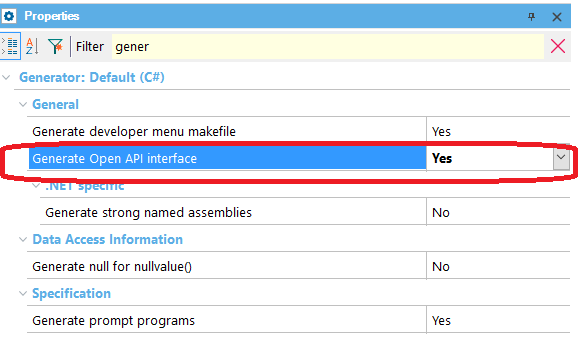 Properties
Filter gener
Generator: Default (C#)
General
Generate developer menu makefile Yes
Generate Open API interface Yes
.NET specific
Generate strong named assemblies No
Data Access Information
Generate null for nullvalue() No
Specification
Generate prompt programs Yes